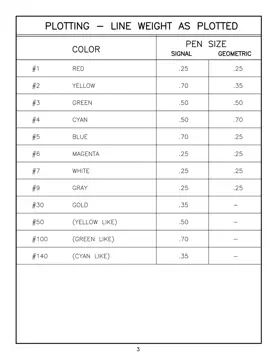 PLOTTING – LINE WEIGHT AS PLOTTED
COLOR PEN SIZE
SIGNAL GEOMETRIC
#1 RED .25 .25
#2 YELLOW .70 .35
#3 GREEN .50 .50
#4 CYAN .50 .70
#5 BLUE .70 .25
#6 MAGENTA .25 .25
#7 WHITE .25 .25
#9 GRAY .25 .25
#30 GOLD .35 –
#50 (YELLOW LIKE) .50 –
#100 (GREEN LIKE) .70 –
#140 (CYAN LIKE) .35 –
3